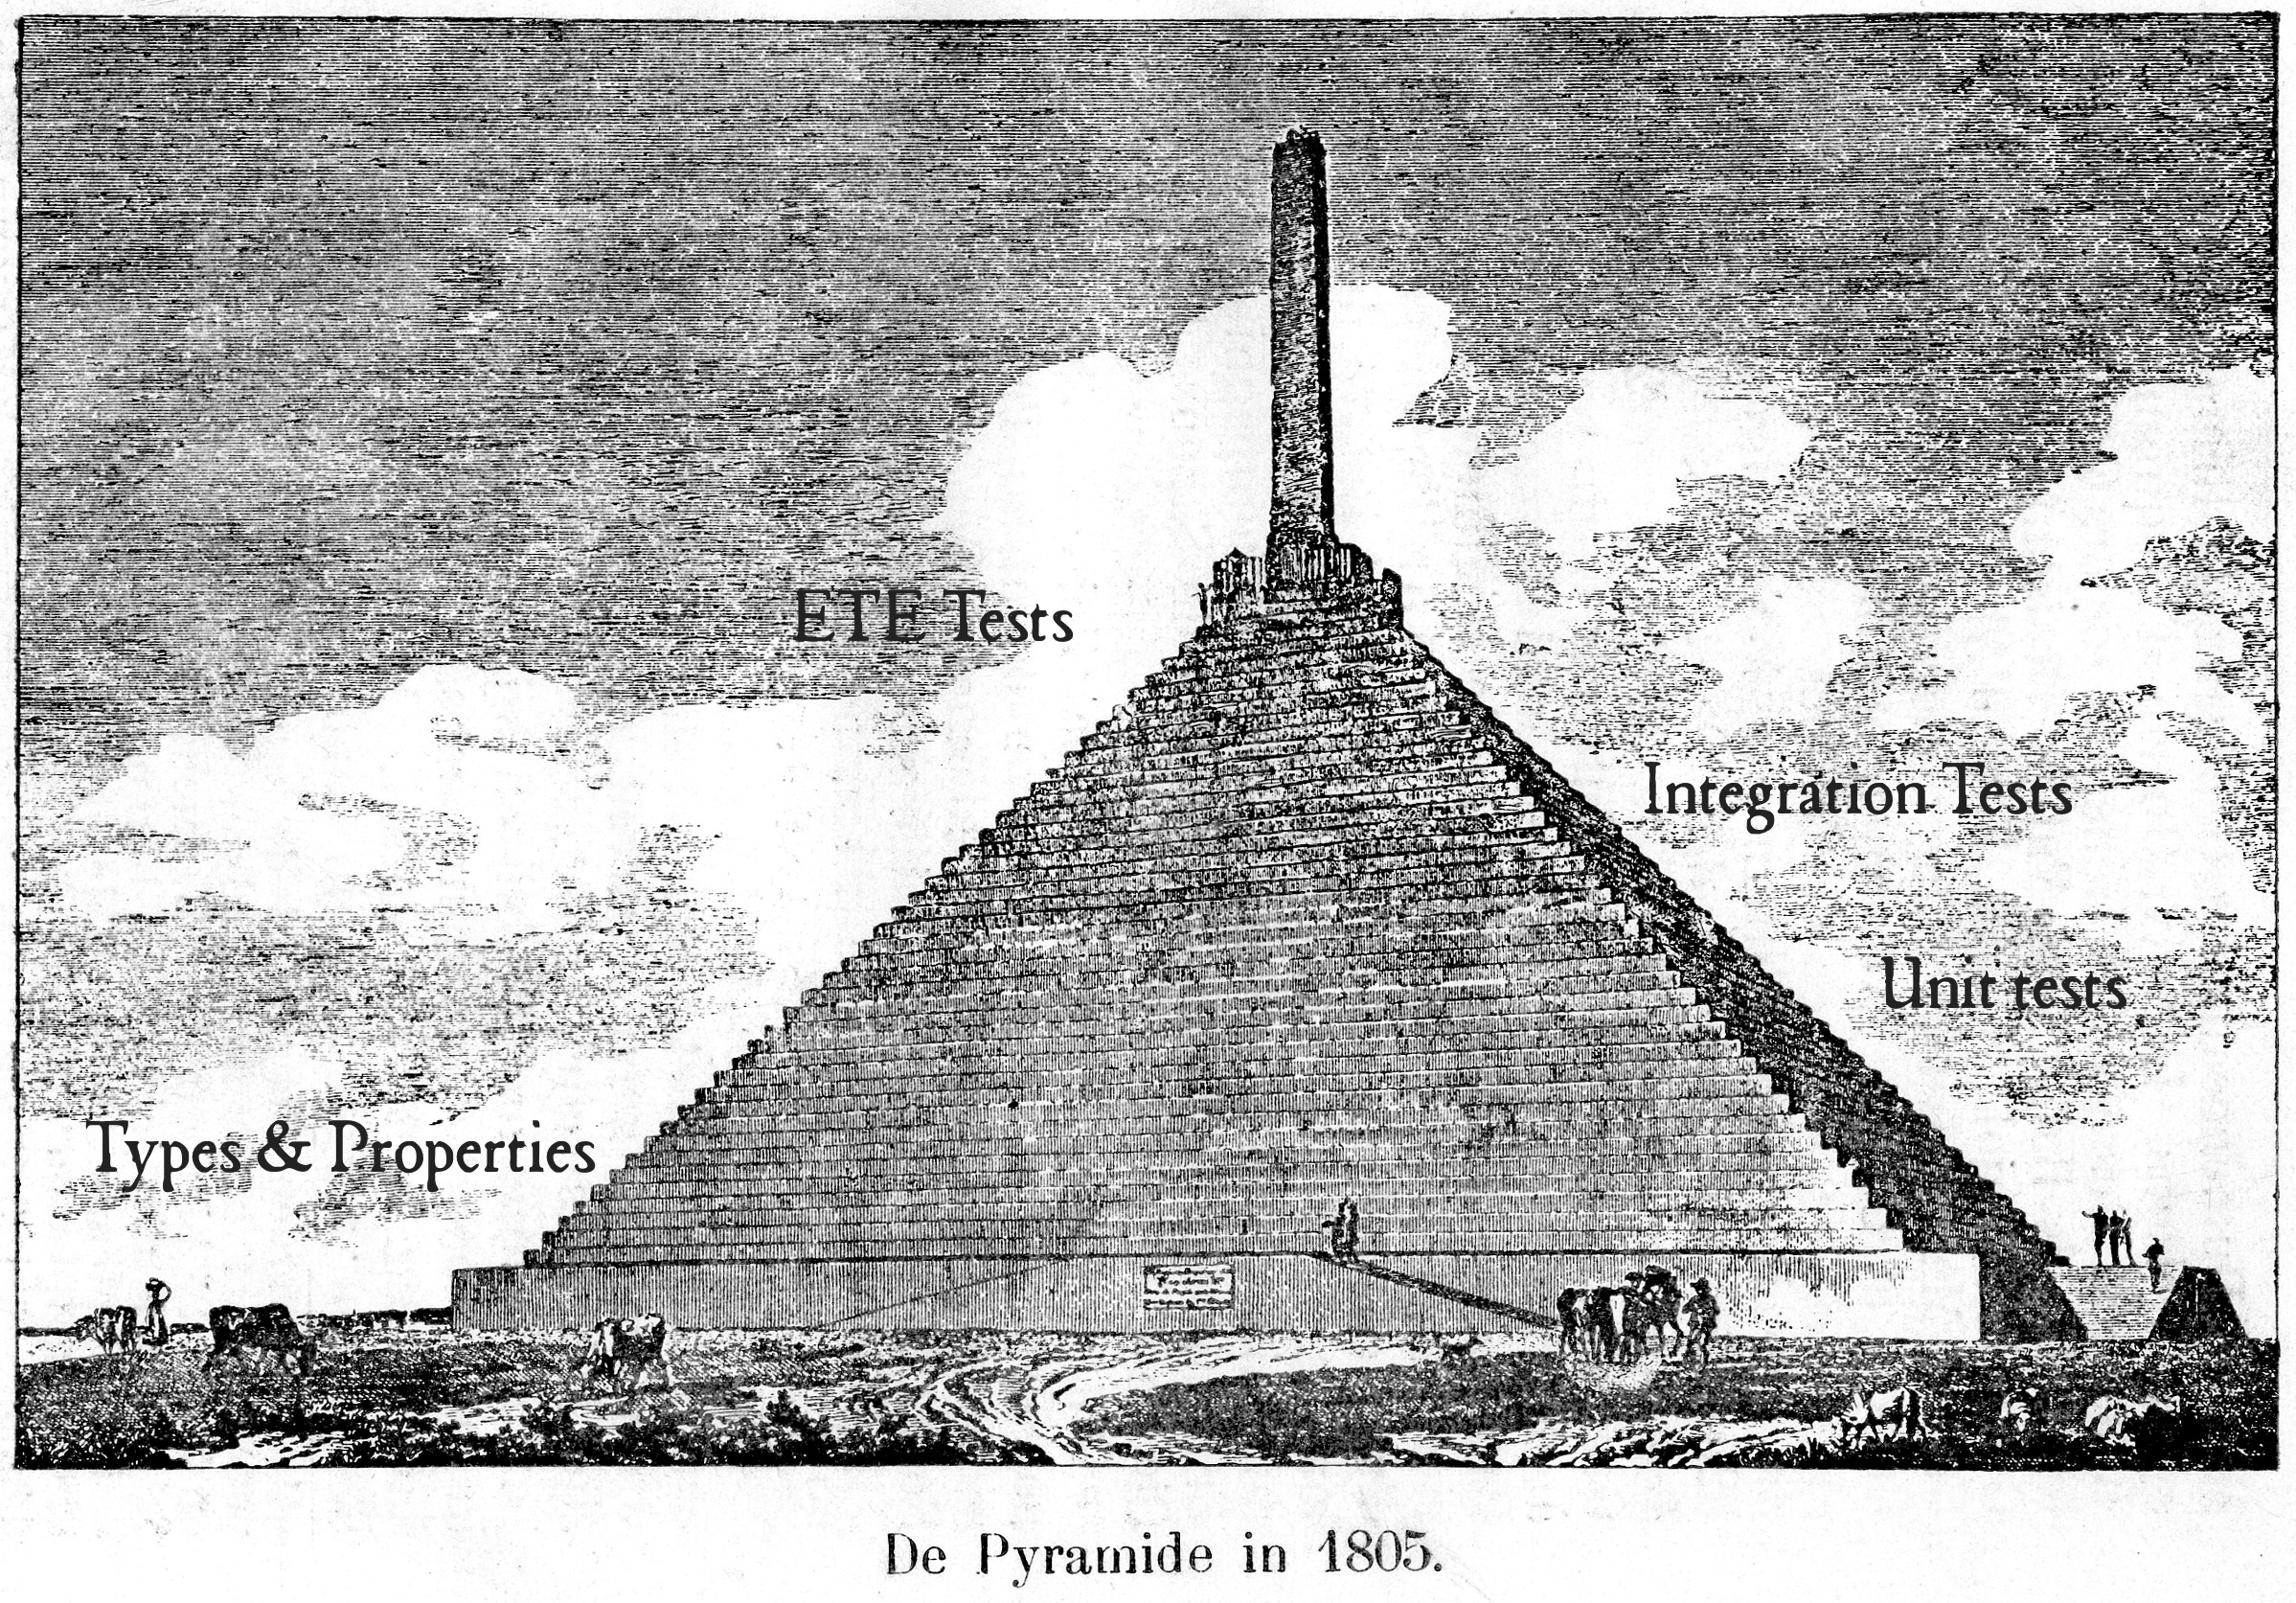 ETE Tests
Integration Tests
Unit tests
Types & Properties
De Pyramide in 1805.